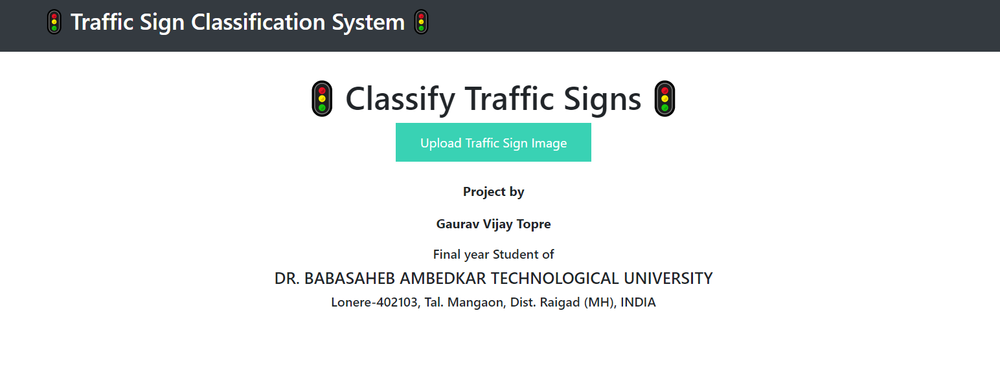 🚦 Traffic Sign Classification System 🚦
🚦 Classify Traffic Signs 🚦
Upload Traffic Sign Image
Project by
Gaurav Vijay Topre
Final year Student of
DR. BABASAHEB AMBEDKAR TECHNOLOGICAL UNIVERSITY
Lonere-402103, Tal. Mangaon, Dist. Raigad (MH), INDIA